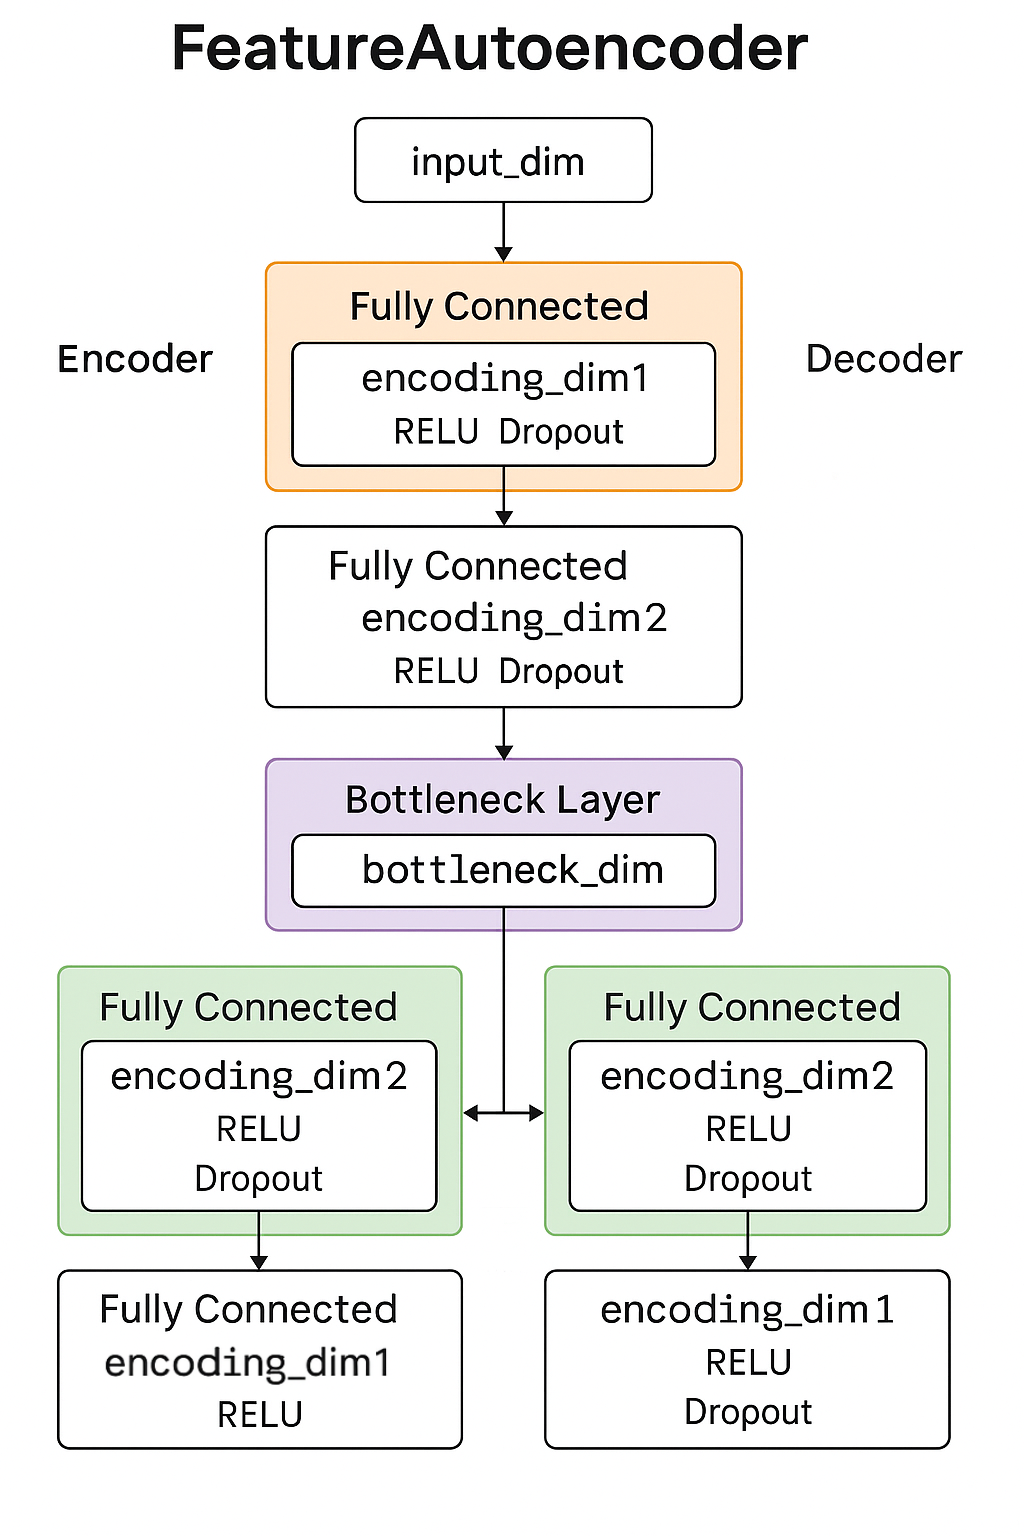 FeatureAutoencoder
input_dim
Fully Connected
Encoder
Decoder
encoding_dim1
RELU Dropout
Fully Connected
encoding_dim2
RELU Dropout
Bottleneck Layer
bottleneck_dim
Fully Connected
encoding_dim2
RELU
Dropout
Fully Connected
encoding_dim1
RELU
Fully Connected
encoding_dim2
RELU
Dropout
encoding_dim1
RELU
Dropout